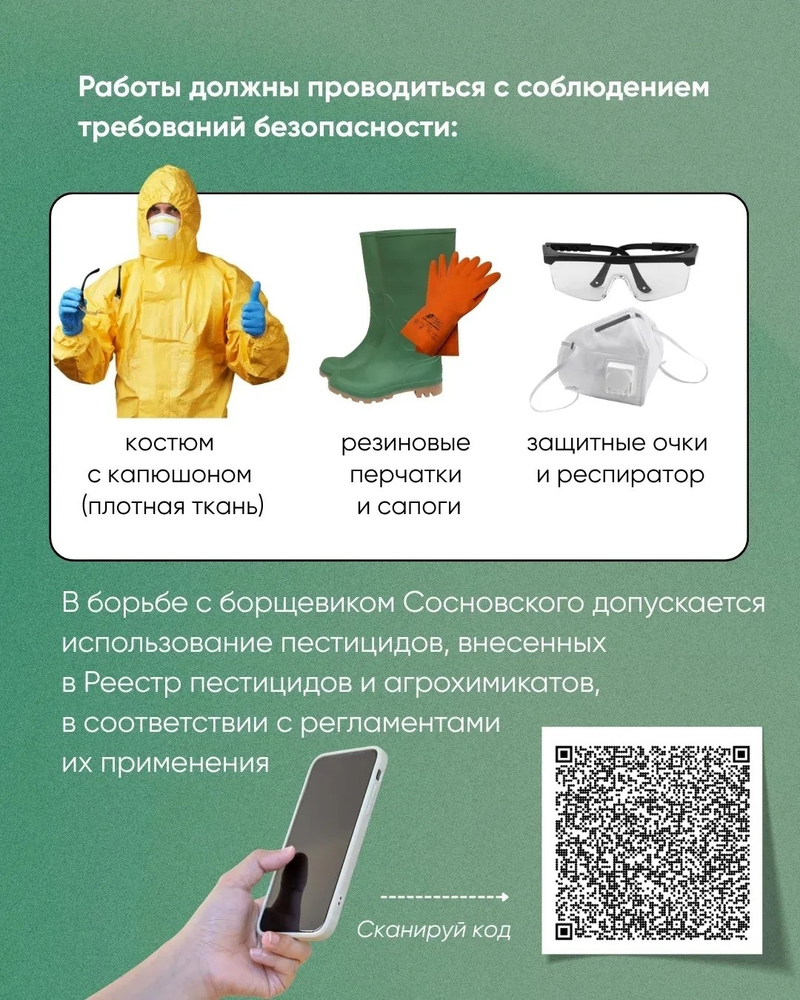 Работы должны проводиться с соблюдением
требований безопасности:
костюм
с капюшоном
(плотная ткань)
резиновые
перчатки
и сапоги
защитные очки
и респиратор
В борьбе с борщевиком Сосновского допускается
использование пестицидов, внесенных
в Реестр пестицидов и агрохимикатов,
в соответствии с регламентами
их применения
Сканируй код